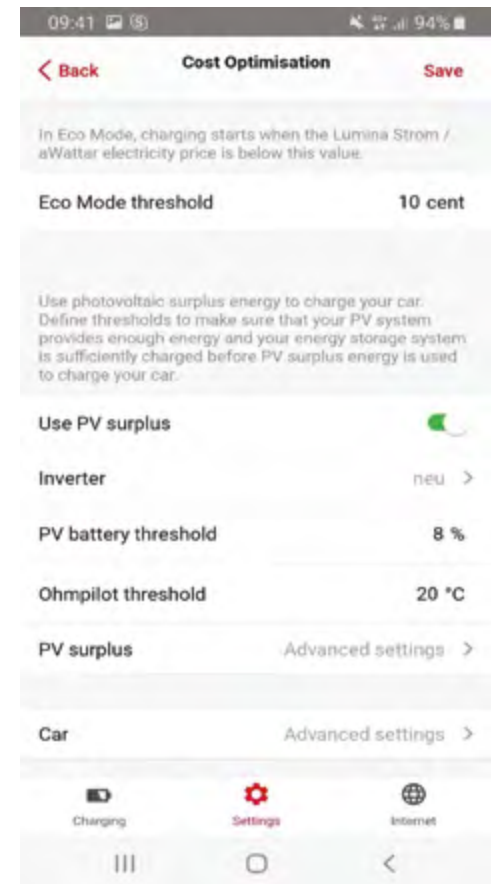 09:41 94%
Back Cost Optimisation Save
In Eco Mode, charging starts when the Lumina Strom /
aWattar electricity price is below this value.
Eco Mode threshold 10 cent
Use photovoltaic surplus energy to charge your car.
Define thresholds to make sure that your PV system
provides enough energy and your energy storage system
is sufficiently charged before PV surplus energy is used
to charge your car.
Use PV surplus
Inverter neu >
PV battery threshold 8 %
Ohmpilot threshold 20 °C
PV surplus Advanced settings >
Car Advanced settings >
Charging Settings Internet